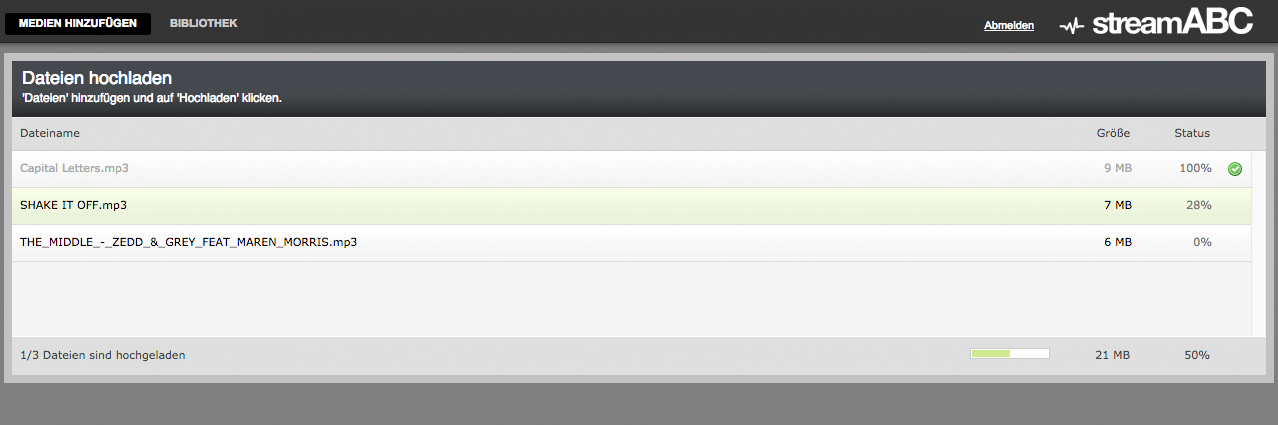 MEDIEN HINZUFÜGEN BIBLIOTHEK Abmelden streamABC
Dateien hochladen
'Dateien' hinzufügen und auf 'Hochladen' klicken.
Dateiname Größe Status
Capital Letters.mp3 9 MB 100%
SHAKE IT OFF.mp3 7 MB 28%
THE_MIDDLE_-_ZEDD_&_GREY_FEAT_MAREN_MORRIS.mp3 6 MB 0%
1/3 Dateien sind hochgeladen 21 MB 50%